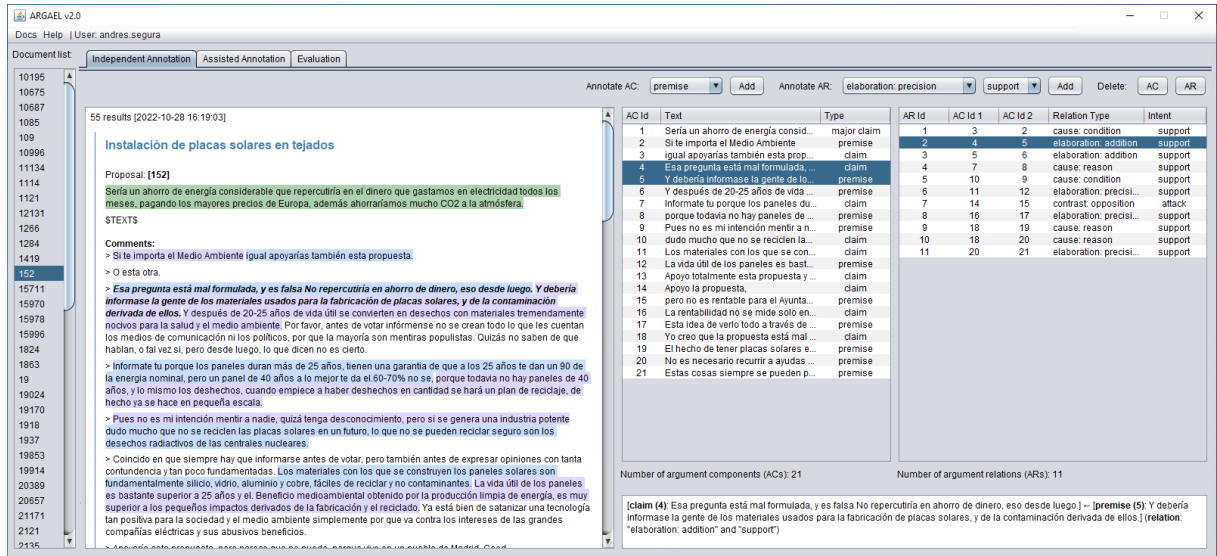 ARGAEL v2.0
Docs Help | User: andres.segura
Document list:
Independent Annotation Assisted Annotation Evaluation
10195
10675
10687
1085
109
10996
11134
1114
1121
12131
1266
1284
1419
152
15711
15970
15978
15996
1824
1863
19
19024
19170
1918
1937
19853
19914
20389
20657
21171
2121
2135
Annotate AC: premise Add Annotate AR: elaboration: precision support Add Delete: AC AR
55 results [2022-10-28 16:19:03]
Instalación de placas solares en tejados
Proposal: [152]
Sería un ahorro de energía considerable que repercutiría en el dinero que gastamos en electricidad todos los
meses, pagando los mayores precios de Europa, además ahorraríamos mucho CO2 a la atmósfera.
$TEXT$
Comments:
> Si te importa el Medio Ambiente igual apoyarías también esta propuesta.
> O esta otra.
> Esa pregunta está mal formulada, y es falsa No repercutiría en ahorro de dinero, eso desde luego. Y debería
informase la gente de los materiales usados para la fabricación de placas solares, y de la contaminación
derivada de ellos. Y después de 20-25 años de vida útil se convierten en desechos con materiales tremendamente
nocivos para la salud y el medio ambiente. Por favor, antes de votar infórmense no se crean todo lo que les cuentan
los medios de comunicación ni los políticos, por que la mayoría son mentiras populistas. Quizás no saben de que
hablan, o tal vez si, pero desde luego, lo que dicen no es cierto.
> Informate tu porque los paneles duran más de 25 años, tienen una garantia de que a los 25 años te dan un 90 de
la energia nominal, pero un panel de 40 años a lo mejor te da el.60-70% no se, porque todavia no hay paneles de 40
años, y lo mismo los deshechos, cuando empiece a haber deshechos en cantidad se hará un plan de reciclaje, de
hecho ya se hace en pequeña escala.
> Pues no es mi intención mentir a nadie, quizá tenga desconocimiento, pero si se genera una industria potente
dudo mucho que no se reciclen las placas solares en un futuro, lo que no se pueden reciclar seguro son los
desechos radiactivos de las centrales nucleares.
> Coincido en que siempre hay que informarse antes de votar, pero también antes de expresar opiniones con tanta
contundencia y tan poco fundamentadas. Los materiales con los que se construyen los paneles solares son
fundamentalmente silicio, vidrio, aluminio y cobre, fáciles de reciclar y no contaminantes. La vida útil de los paneles
es bastante superior a 25 años y el. Beneficio medioambiental obtenido por la producción limpia de energía, es muy
superior a los pequeños impactos derivados de la fabricación y el reciclado. Ya está bien de satanizar una tecnología
tan positiva para la sociedad y el medio ambiente simplemente por que va contra los intereses de las grandes
compañías eléctricas y sus abusivos beneficios.
AC Id Text Type
1 Sería un ahorro de energía consid... major claim
2 Si te importa el Medio Ambiente premise
3 igual apoyarías también esta prop... claim
4 Esa pregunta está mal formulada, ... claim
5 Y debería informase la gente de lo... premise
6 Y después de 20-25 años de vida ... premise
7 Informate tu porque los paneles du... claim
8 porque todavia no hay paneles de ... premise
9 Pues no es mi intención mentir a n... premise
10 dudo mucho que no se reciclen la... claim
11 Los materiales con los que se con... claim
12 La vida útil de los paneles es bast... premise
13 Apoyo totalmente esta propuesta y ... claim
14 Apoyo la propuesta, claim
15 pero no es rentable para el Ayunta... premise
16 La rentabilidad no se mide solo en... claim
17 Esta idea de verlo todo a través de ... premise
18 Yo creo que la propuesta está mal ... claim
19 El hecho de tener placas solares e... premise
20 No es necesario recurrir a ayudas ... premise
21 Estas cosas siempre se pueden p... premise
AR Id AC Id 1 AC Id 2 Relation Type Intent
1 3 2 cause: condition support
2 4 5 elaboration: addition support
3 5 6 elaboration: addition support
4 7 8 cause: reason support
5 10 9 cause: condition support
6 11 12 elaboration: precisi... support
7 14 15 contrast: opposition attack
8 16 17 elaboration: precisi... support
9 18 19 cause: reason support
10 18 20 cause: reason support
11 20 21 elaboration: precisi... support
Number of argument components (ACs): 21
Number of argument relations (ARs): 11
[claim (4): Esa pregunta está mal formulada, y es falsa No repercutiría en ahorro de dinero, eso desde luego.] ← [premise (5): Y debería
informase la gente de los materiales usados para la fabricación de placas solares, y de la contaminación derivada de ellos.] (relation:
"elaboration: addition" and "support")